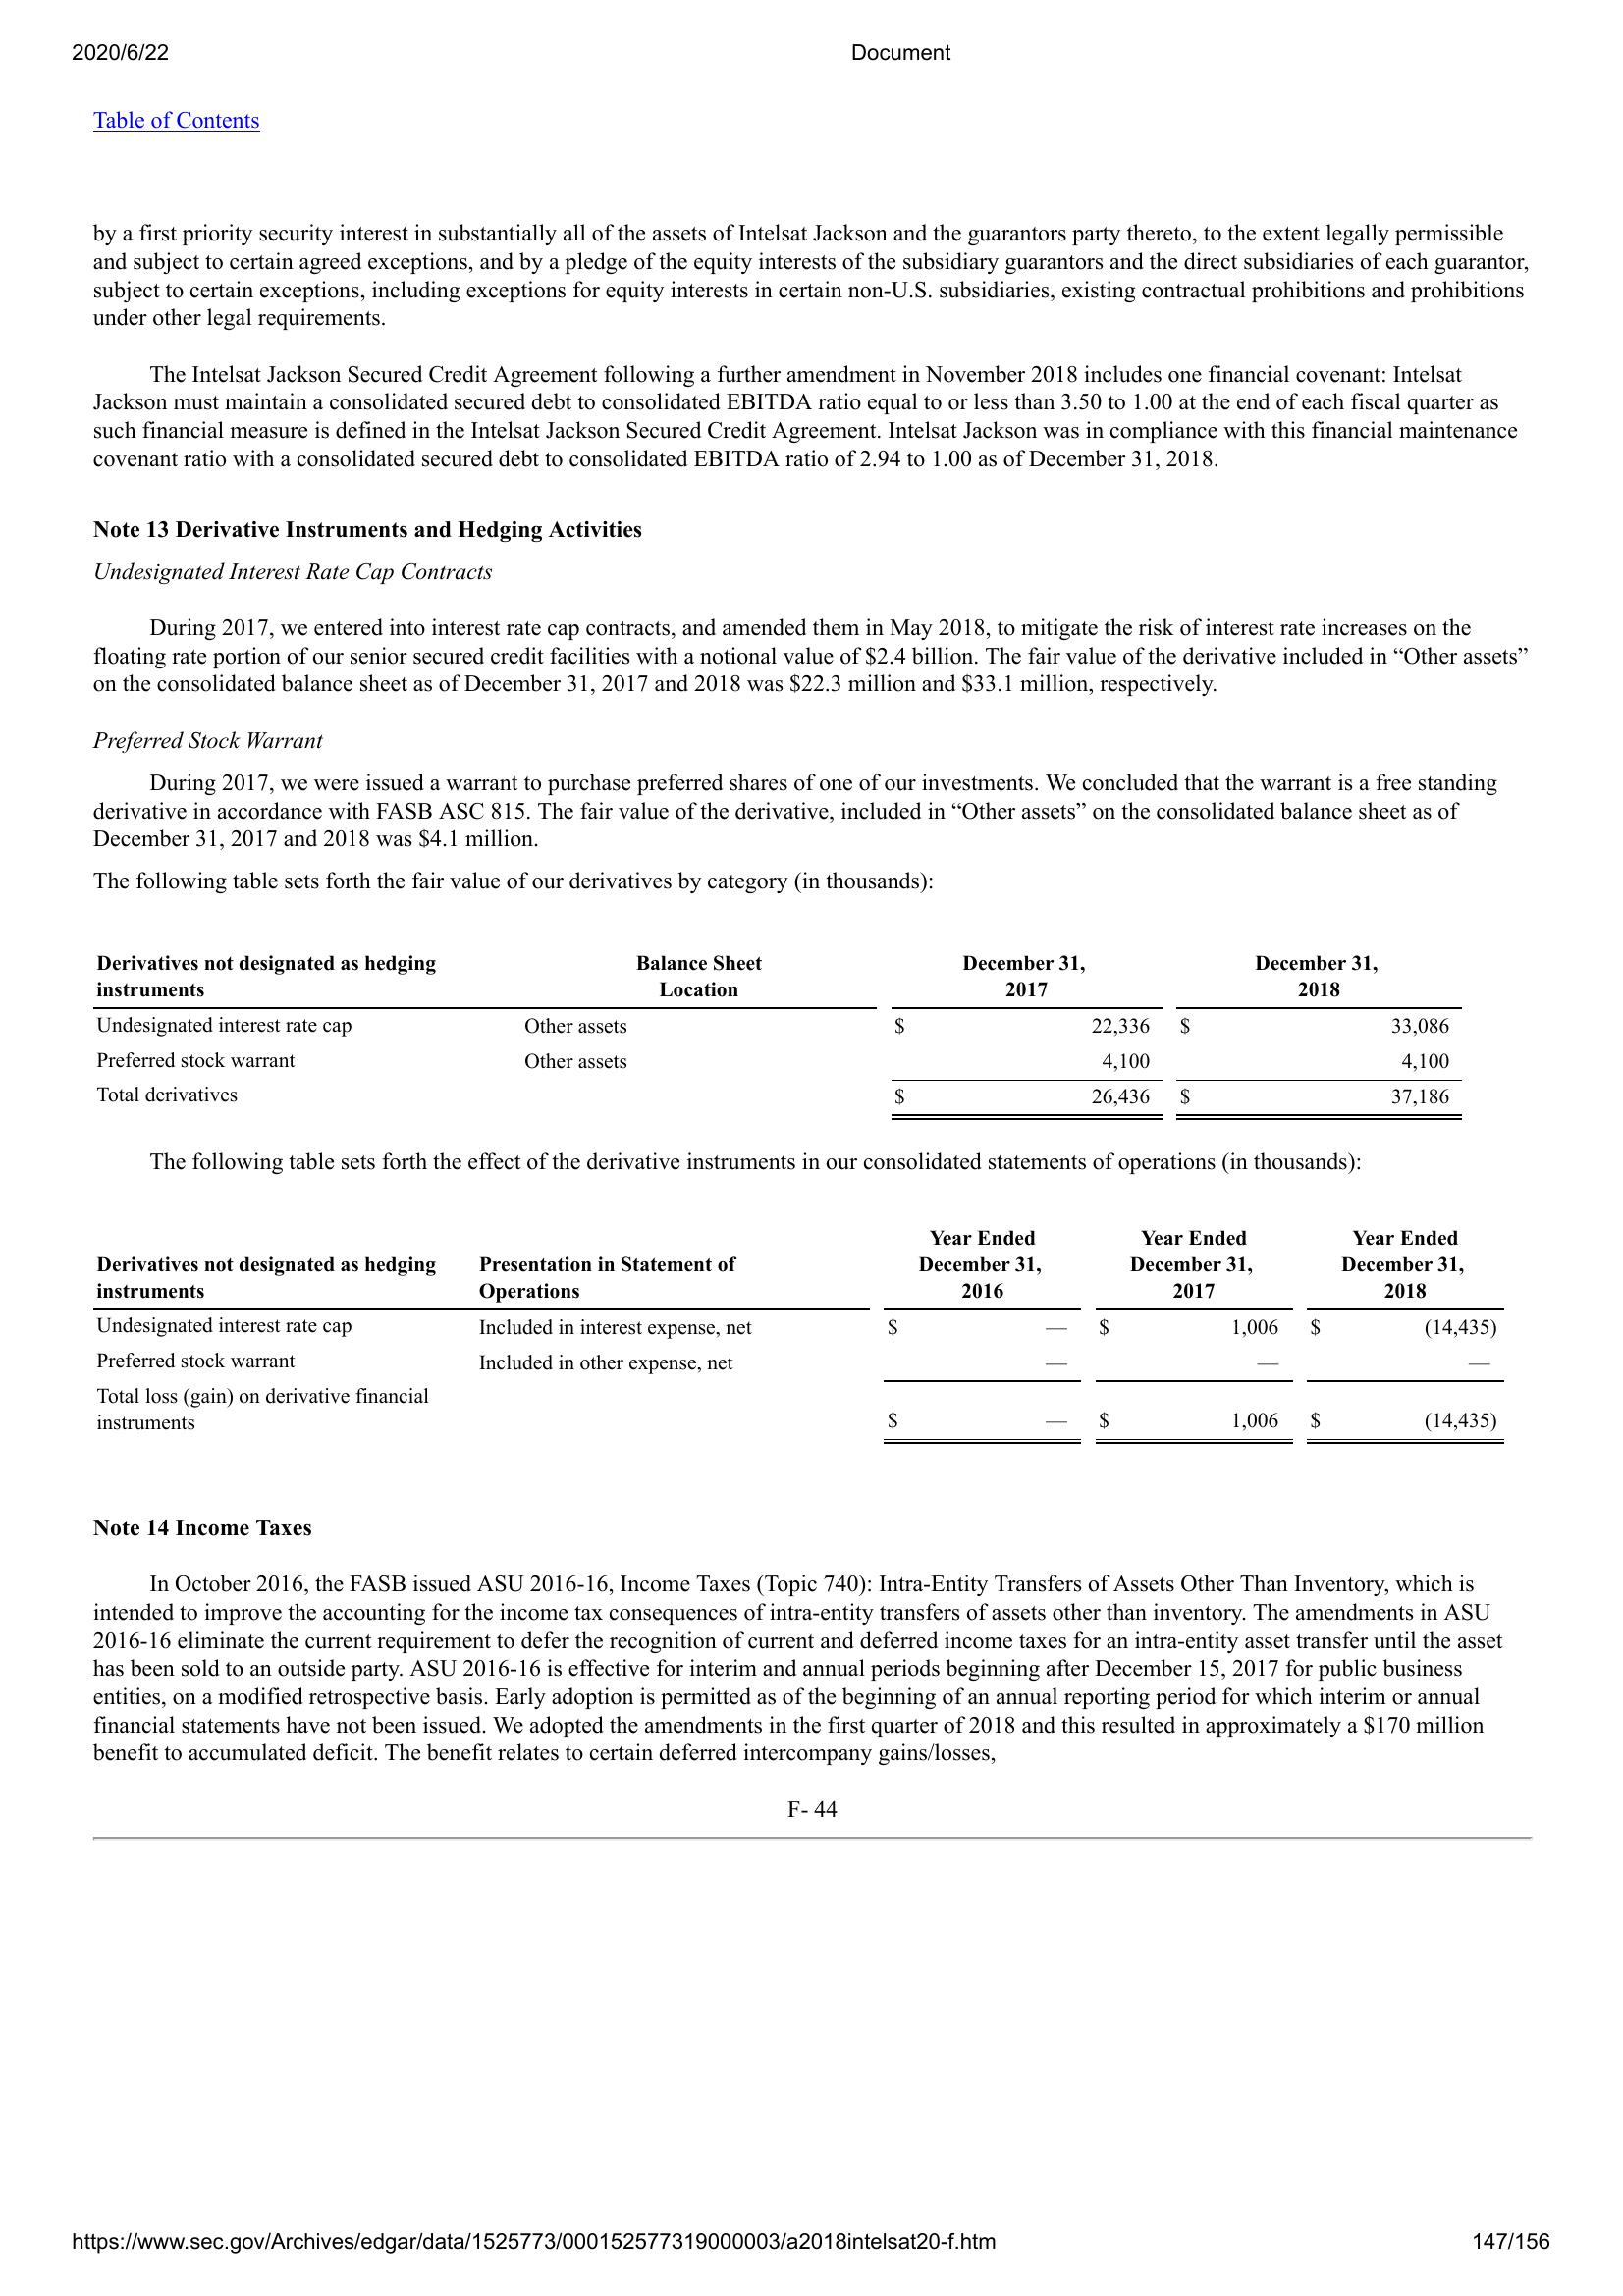 2020/6/22 Document
Table of Contents
by a first priority security interest in substantially all of the assets of Intelsat Jackson and the guarantors party thereto, to the extent legally permissible
and subject to certain agreed exceptions, and by a pledge of the equity interests of the subsidiary guarantors and the direct subsidiaries of each guarantor,
subject to certain exceptions, including exceptions for equity interests in certain non-U.S. subsidiaries, existing contractual prohibitions and prohibitions
under other legal requirements.
The Intelsat Jackson Secured Credit Agreement following a further amendment in November 2018 includes one financial covenant: Intelsat
Jackson must maintain a consolidated secured debt to consolidated EBITDA ratio equal to or less than 3.50 to 1.00 at the end of each fiscal quarter as
such financial measure is defined in the Intelsat Jackson Secured Credit Agreement. Intelsat Jackson was in compliance with this financial maintenance
covenant ratio with a consolidated secured debt to consolidated EBITDA ratio of 2.94 to 1.00 as of December 31, 2018.
Note 13 Derivative Instruments and Hedging Activities
Undesignated Interest Rate Cap Contracts
During 2017, we entered into interest rate cap contracts, and amended them in May 2018, to mitigate the risk of interest rate increases on the
floating rate portion of our senior secured credit facilities with a notional value of $2.4 billion. The fair value of the derivative included in “Other assets”
on the consolidated balance sheet as of December 31, 2017 and 2018 was $22.3 million and $33.1 million, respectively.
Preferred Stock Warrant
During 2017, we were issued a warrant to purchase preferred shares of one of our investments. We concluded that the warrant is a free standing
derivative in accordance with FASB ASC 815. The fair value of the derivative, included in “Other assets” on the consolidated balance sheet as of
December 31, 2017 and 2018 was $4.1 million.
The following table sets forth the fair value of our derivatives by category (in thousands):
Derivatives not designated as hedging Balance Sheet December 31, December 31,
instruments Location 2017 2018
Undesignated interest rate cap Other assets $ 22,336 $ 33,086
Preferred stock warrant Other assets 4,100 4,100
Total derivatives $ 26,436 $ 37,186
The following table sets forth the effect of the derivative instruments in our consolidated statements of operations (in thousands):
Year Ended Year Ended Year Ended
Derivatives not designated as hedging Presentation in Statement of December 31, December 31, December 31,
instruments Operations 2016 2017 2018
Undesignated interest rate cap Included in interest expense, net $ — $ 1,006 $ (14,435)
Preferred stock warrant Included in other expense, net — — —
Total loss (gain) on derivative financial
instruments $ — $ 1,006 $ (14,435)
Note 14 Income Taxes
In October 2016, the FASB issued ASU 2016-16, Income Taxes (Topic 740): Intra-Entity Transfers of Assets Other Than Inventory, which is
intended to improve the accounting for the income tax consequences of intra-entity transfers of assets other than inventory. The amendments in ASU
2016-16 eliminate the current requirement to defer the recognition of current and deferred income taxes for an intra-entity asset transfer until the asset
has been sold to an outside party. ASU 2016-16 is effective for interim and annual periods beginning after December 15, 2017 for public business
entities, on a modified retrospective basis. Early adoption is permitted as of the beginning of an annual reporting period for which interim or annual
financial statements have not been issued. We adopted the amendments in the first quarter of 2018 and this resulted in approximately a $170 million
benefit to accumulated deficit. The benefit relates to certain deferred intercompany gains/losses,
F- 44
https://www.sec.gov/Archives/edgar/data/1525773/000152577319000003/a2018intelsat20-f.htm 147/156